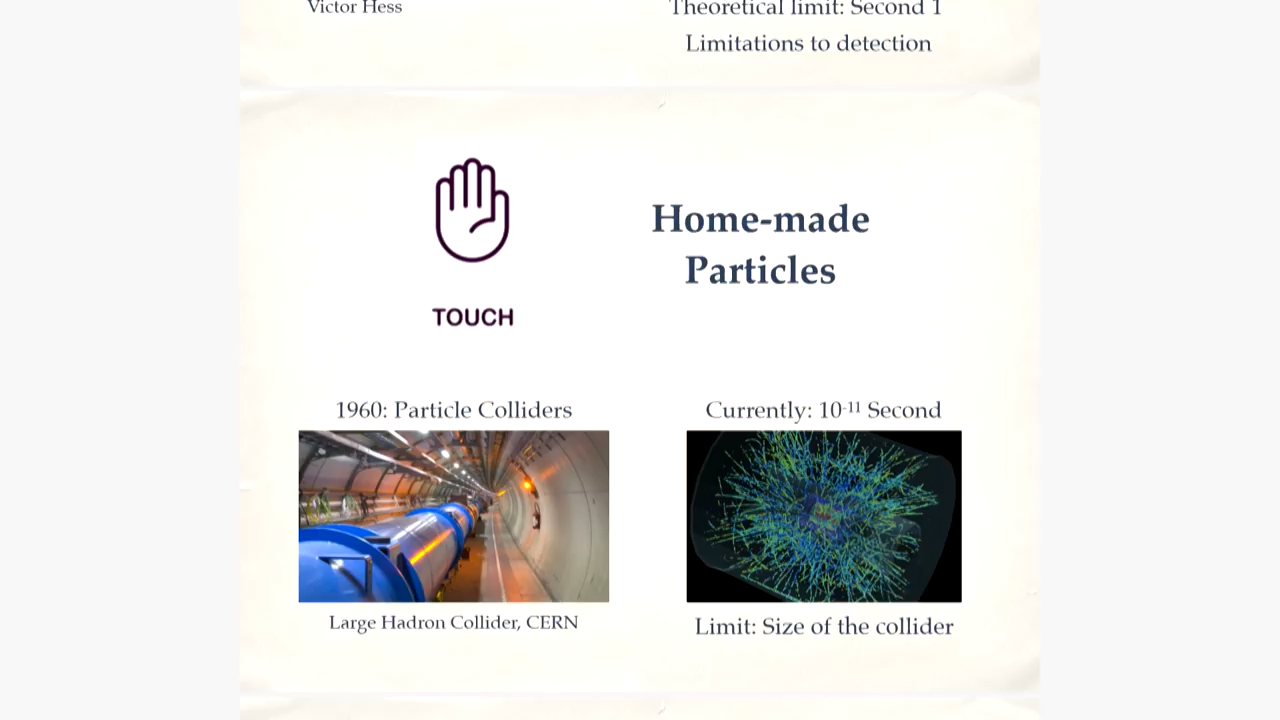 Victor Hess
Theoretical limit: Second 1
Limitations to detection
TOUCH
Home-made
Particles
1960: Particle Colliders
Currently: 10⁻¹¹ Second
Large Hadron Collider, CERN
Limit: Size of the collider